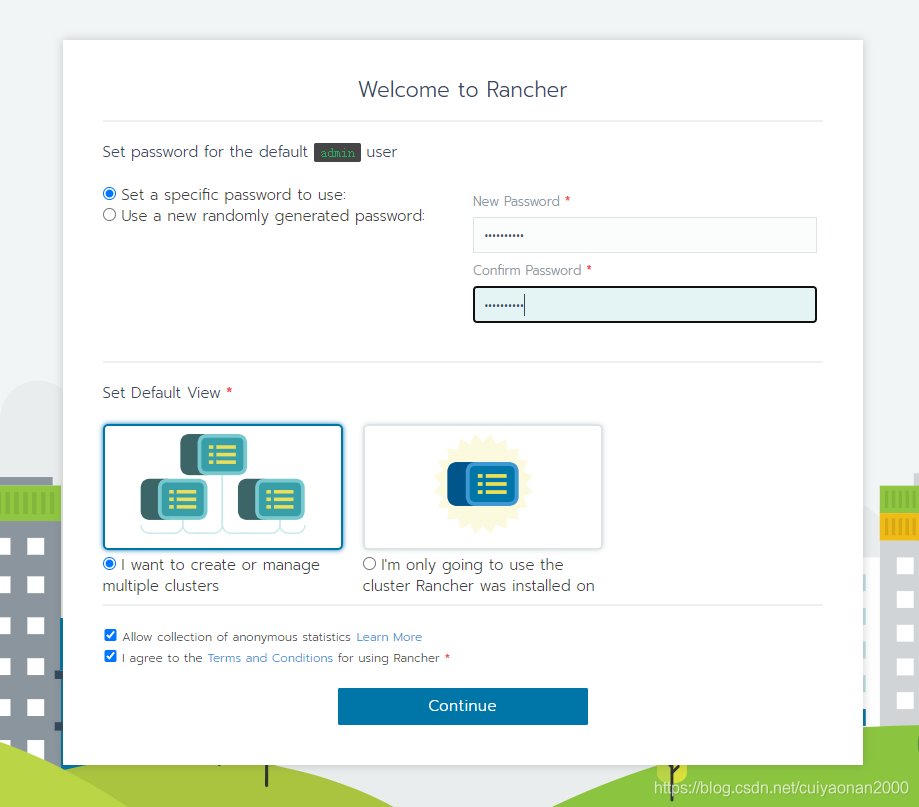 Welcome to Rancher
Set password for the default admin user
Set a specific password to use:
Use a new randomly generated password:
New Password *
••••••••••
Confirm Password *
••••••••••
Set Default View *
I want to create or manage
multiple clusters
I'm only going to use the
cluster Rancher was installed on
Allow collection of anonymous statistics Learn More
I agree to the Terms and Conditions for using Rancher *
Continue
https://blog.csdn.net/cuiyaonan2000